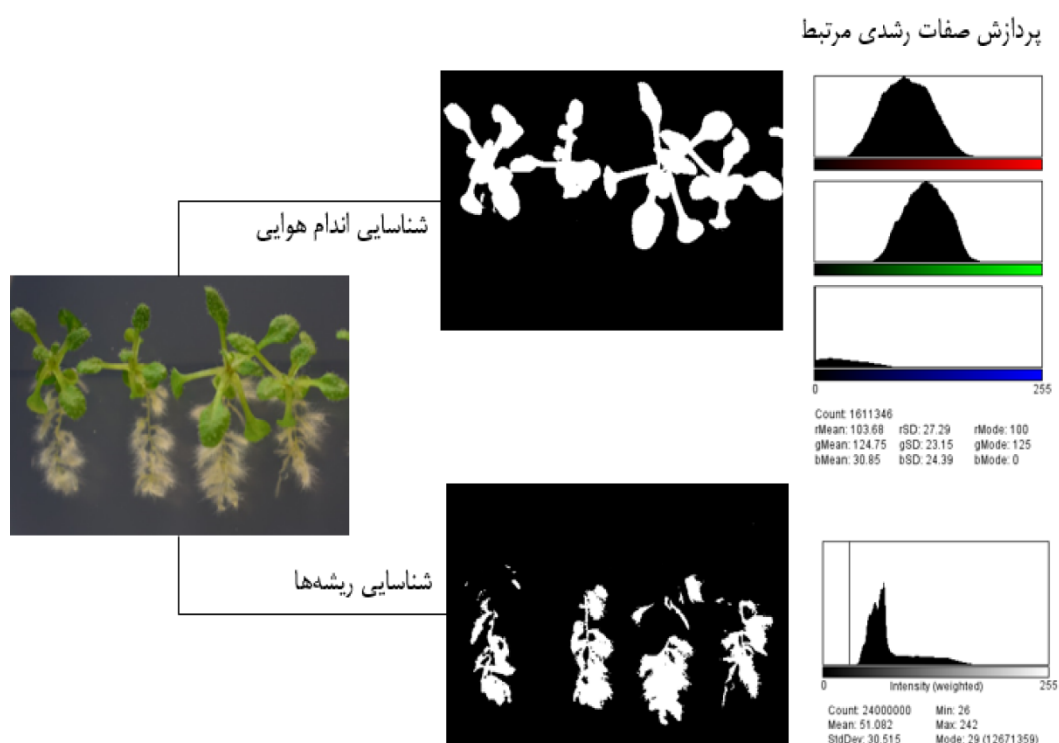 پردازش صفات رشدی مرتبط
شناسایی اندام هوایی
0 255
Count: 1611346
rMean: 103.68 rSD: 27.29 rMode: 100
gMean: 124.75 gSD: 23.15 gMode: 125
bMean: 30.85 bSD: 24.39 bMode: 0
شناسایی ریشه‌ها
0 Intensity (weighted) 255
Count: 24000000 Min: 26
Mean: 51.082 Max: 242
StdDev: 30.515 Mode: 29 (12671359)